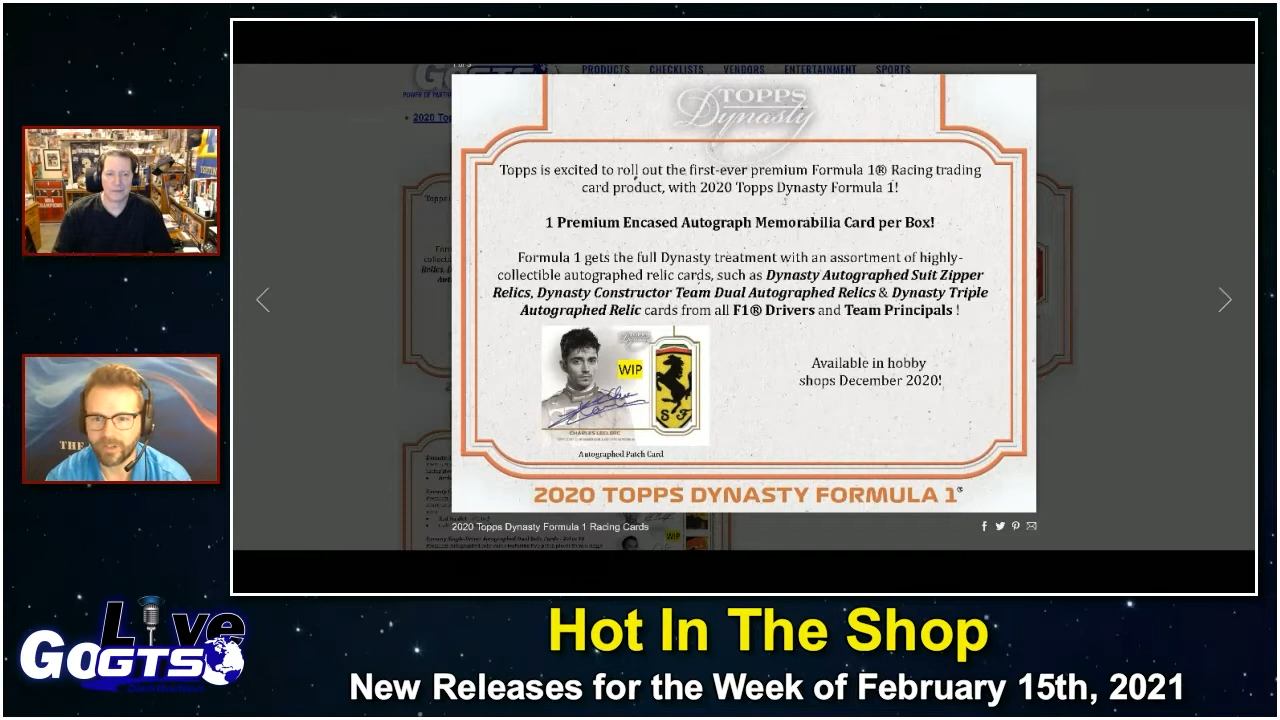 PRODUCTS CHECKLISTS VENDORS ENTERTAINMENT SPORTS
2020 Top
TOPPS
Dynasty
Topps is excited to roll out the first-ever premium Formula 1® Racing trading
card product, with 2020 Topps Dynasty Formula 1!
1 Premium Encased Autograph Memorabilia Card per Box!
Formula 1 gets the full Dynasty treatment with an assortment of highly-
collectible autographed relic cards, such as Dynasty Autographed Suit Zipper
Relics, Dynasty Constructor Team Dual Autographed Relics & Dynasty Triple
Autographed Relic cards from all F1® Drivers and Team Principals !
WIP
S F
CHARLES LECLERC
Autographed Patch Card
Available in hobby
shops December 2020!
2020 TOPPS DYNASTY FORMULA 1®
2020 Topps Dynasty Formula 1 Racing Cards
WIP
THE
Live
GOGTS
Hot In The Shop
New Releases for the Week of February 15th, 2021